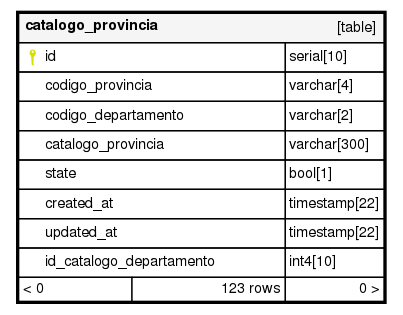 catalogo_provincia [table]
id serial[10]
codigo_provincia varchar[4]
codigo_departamento varchar[2]
catalogo_provincia varchar[300]
state bool[1]
created_at timestamp[22]
updated_at timestamp[22]
id_catalogo_departamento int4[10]
< 0 123 rows 0 >